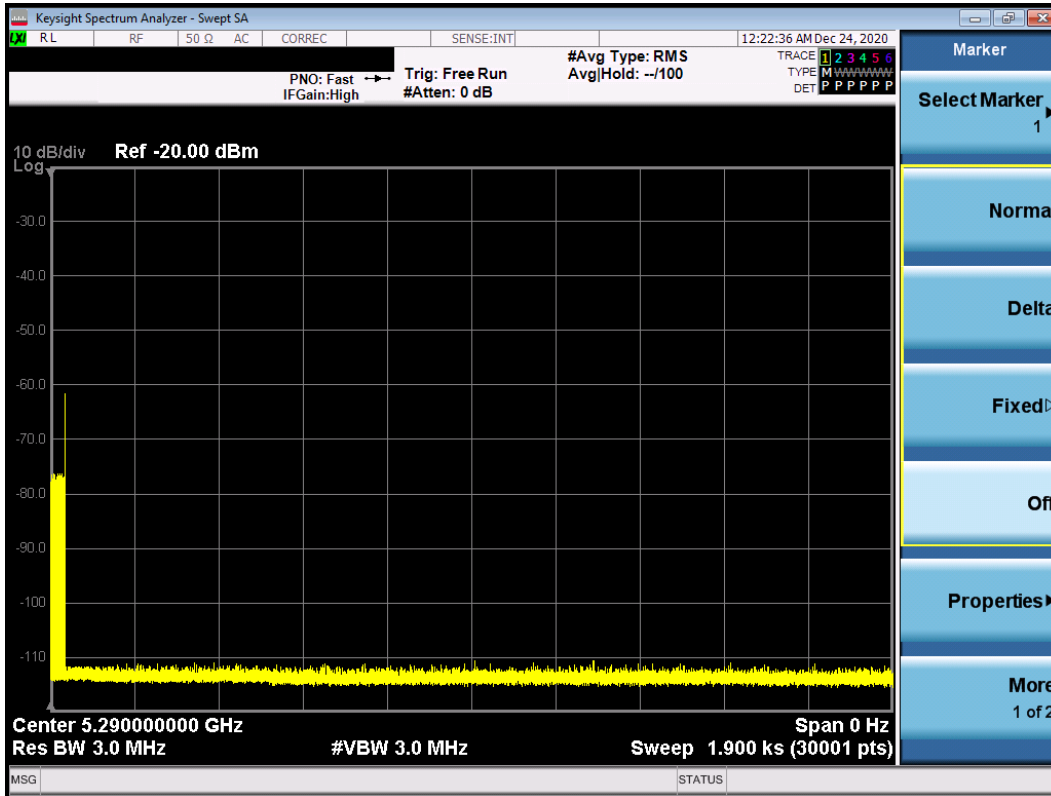 Keysight Spectrum Analyzer - Swept SA
LXI RL RF 50 Ω AC CORREC SENSE:INT 12:22:36 AM Dec 24, 2020
PNO: Fast
IFGain:High
Trig: Free Run
#Atten: 0 dB
#Avg Type: RMS
Avg|Hold: --/100
TRACE 1 2 3 4 5 6
TYPE M W W W W W
DET P P P P P P
10 dB/div Ref -20.00 dBm
Log
-30.0
-40.0
-50.0
-60.0
-70.0
-80.0
-90.0
-100
-110
Center 5.290000000 GHz Span 0 Hz
Res BW 3.0 MHz #VBW 3.0 MHz Sweep 1.900 ks (30001 pts)
MSG STATUS
Marker
Select Marker
1
Norma
Delta
Fixed
Off
Properties
More
1 of 2